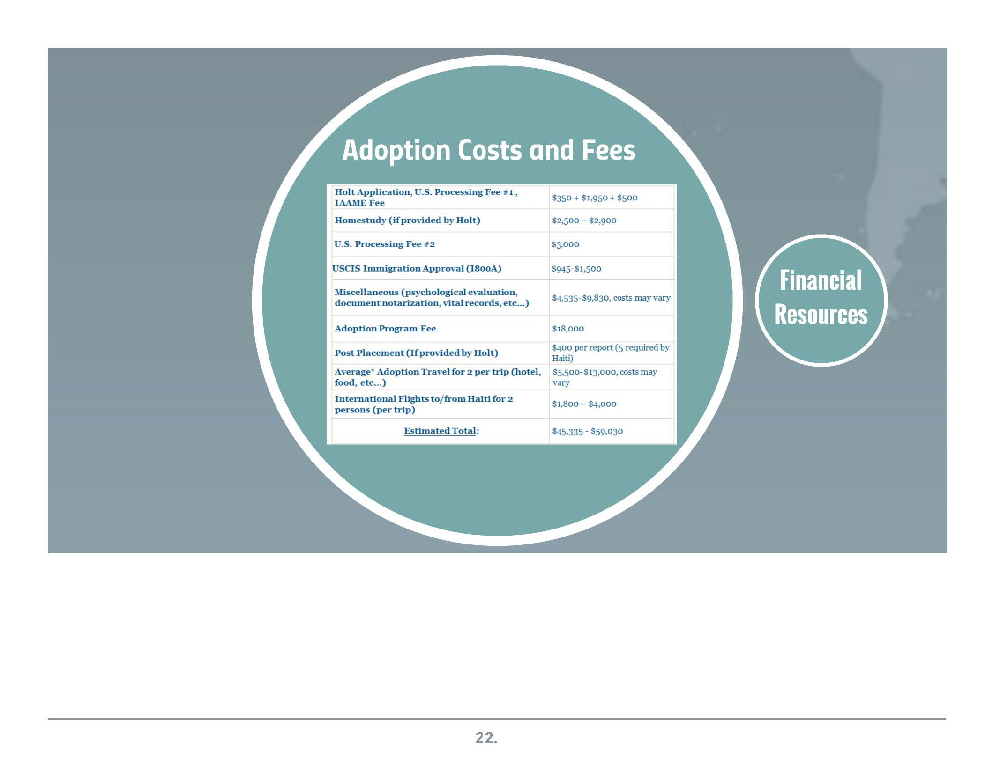 Adoption Costs and Fees
Holt Application, U.S. Processing Fee #1 ,
IAAME Fee
$350 + $1,950 + $500
Homestudy (if provided by Holt)
$2,500 – $2,900
U.S. Processing Fee #2
$3,000
USCIS Immigration Approval (I800A)
$945-$1,500
Miscellaneous (psychological evaluation,
document notarization, vital records, etc...)
$4,535-$9,830, costs may vary
Adoption Program Fee
$18,000
Post Placement (If provided by Holt)
$400 per report (5 required by
Haiti)
Average* Adoption Travel for 2 per trip (hotel,
food, etc...)
$5,500-$13,000, costs may
vary
International Flights to/from Haiti for 2
persons (per trip)
$1,800 – $4,000
Estimated Total:
$45,335 - $59,030
Financial
Resources
22.